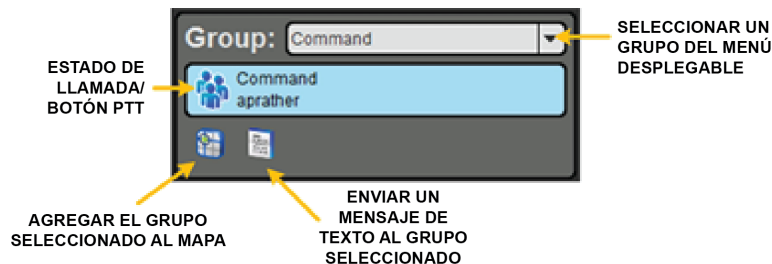 Group: Command
SELECCIONAR UN
GRUPO DEL MENÚ
DESPLEGABLE
ESTADO DE
LLAMADA/
BOTÓN PTT
Command
aprather
AGREGAR EL GRUPO
SELECCIONADO AL MAPA
ENVIAR UN
MENSAJE DE
TEXTO AL GRUPO
SELECCIONADO